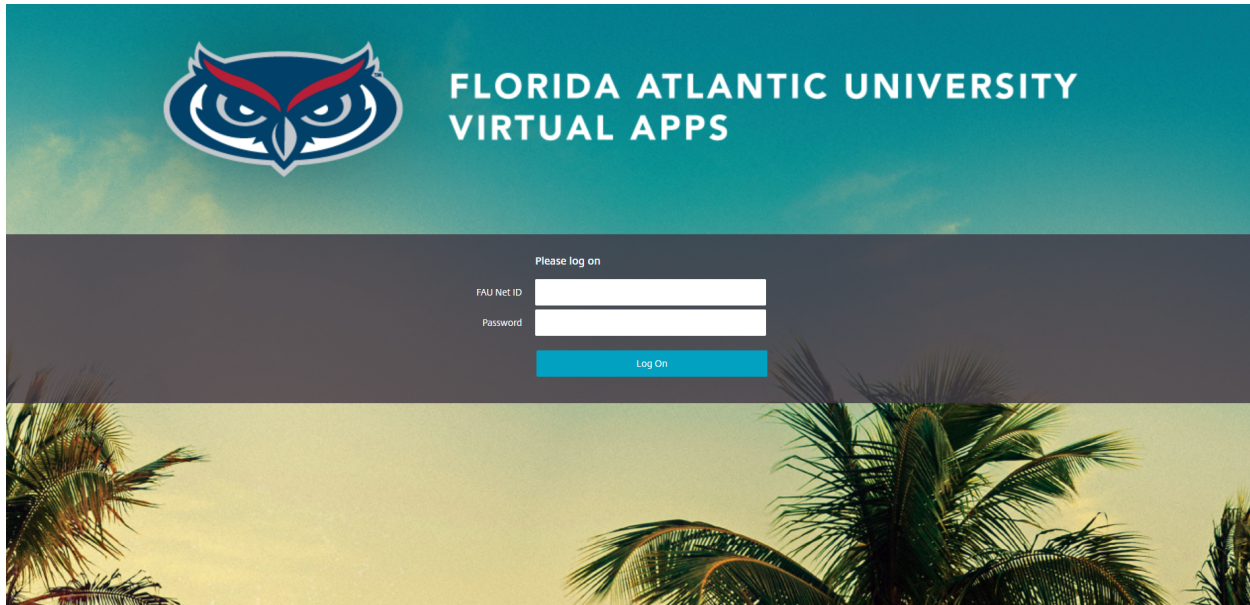 FLORIDA ATLANTIC UNIVERSITY
VIRTUAL APPS
Please log on
FAU Net ID
Password
Log On